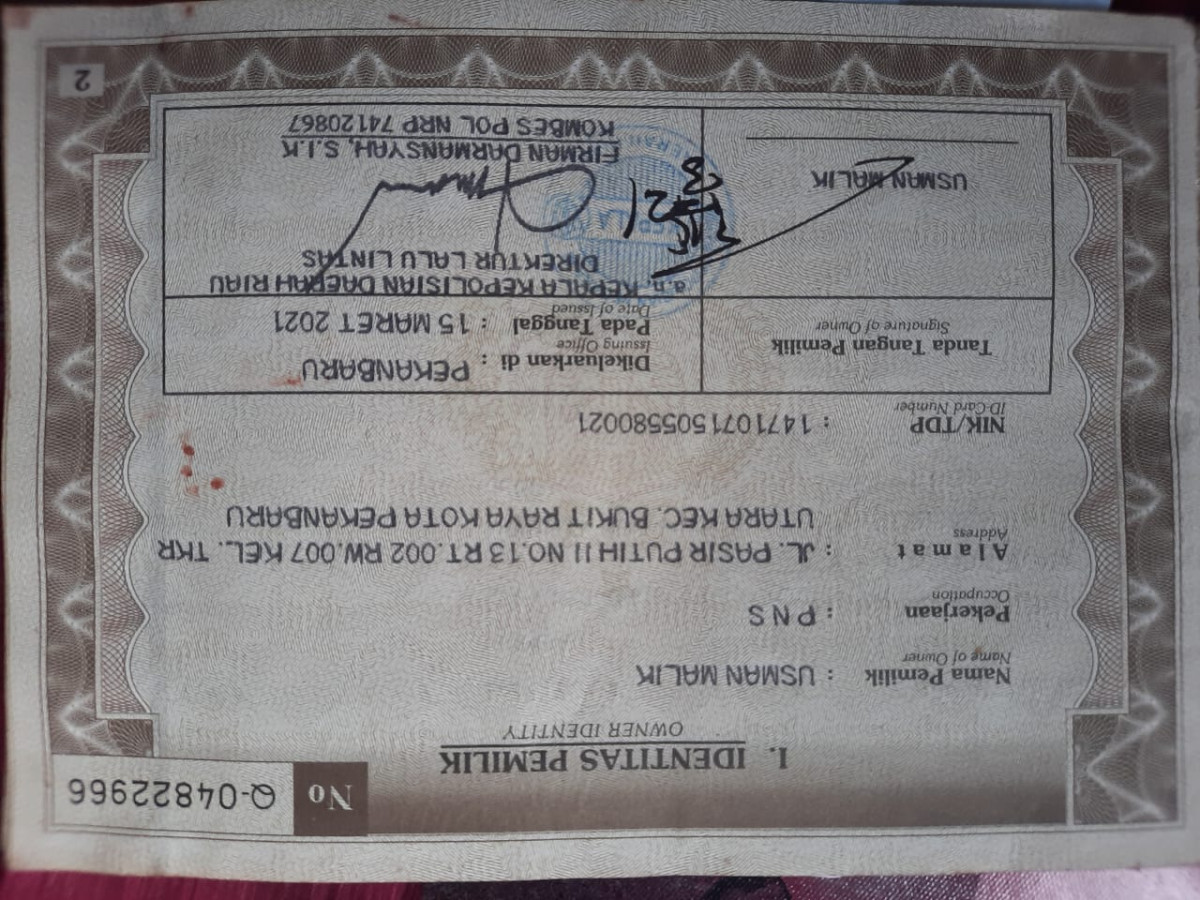 No Q-04822966
I. IDENTITAS PEMILIK
OWNER IDENTITY
Nama Pemilik : USMAN MALIK
Name of Owner
Pekerjaan : PNS
Occupation
Alamat : JL. PASIR PUTIH II NO.13 RT.002 RW.007 KEL. TKR
Address
UTARA KEC. BUKIT RAYA KOTA PEKANBARU
NIK/TDP : 1471071505580021
ID-Card Number
Tanda Tangan Pemilik
Signature of Owner
USMAN MALIK
Dikeluarkan di : PEKANBARU
Issuing Office
Pada Tanggal : 15 MARET 2021
Date of Issued
a.n. KEPALA KEPOLISIAN DAERAH RIAU
DIREKTUR LALU LINTAS
FIRMAN DARMANSYAH, S.I.K
KOMBES POL NRP 74120867
2